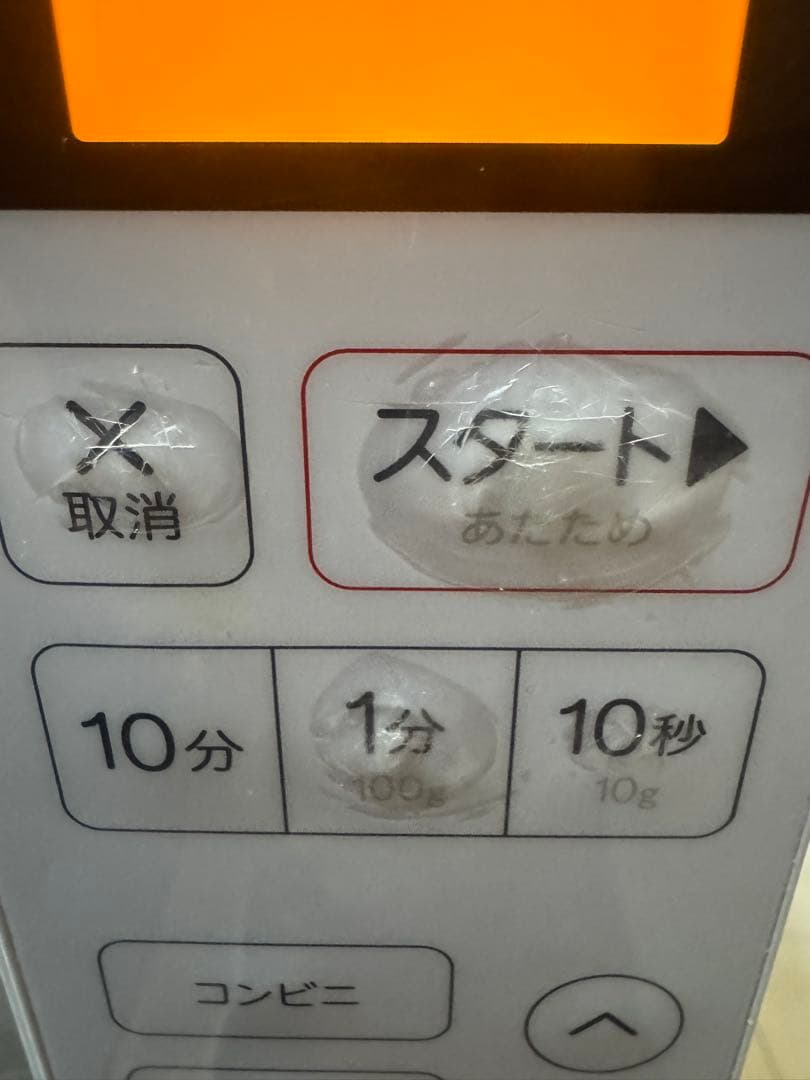 スタート▶
あたため
×
取消
10分
1分
100g
10秒
10g
コンビニ